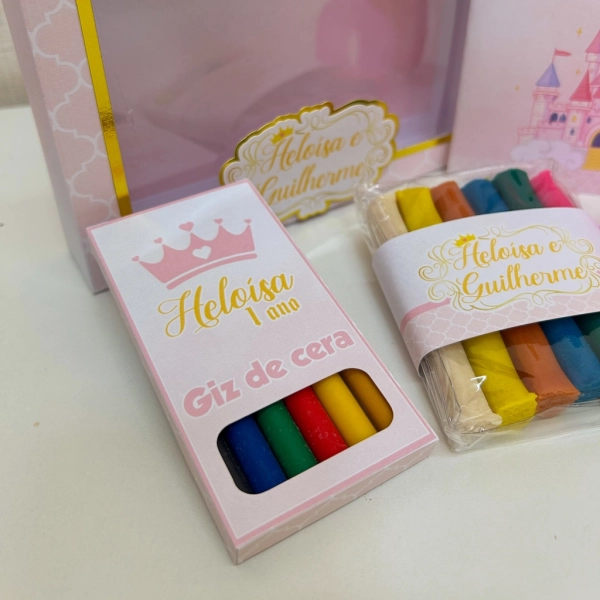 Heloísa e
Guilherme
Heloísa
1 ano
Giz de cera
Heloísa e
Guilherme